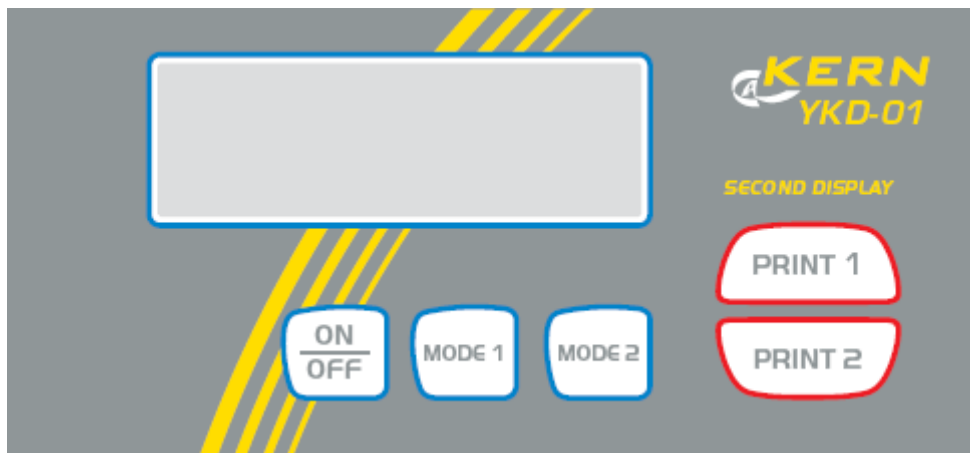 KERN
YKD-01
SECOND DISPLAY
PRINT 1
PRINT 2
ON
OFF
MODE 1
MODE 2